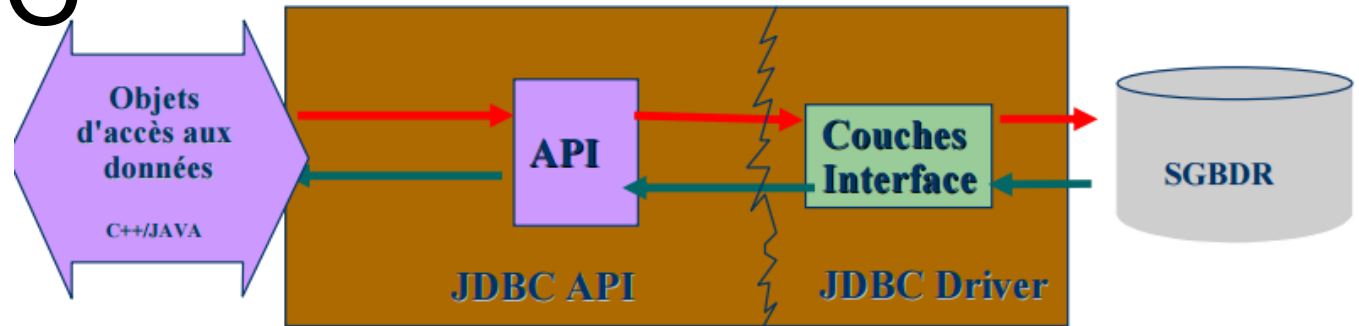 Objets
d'accès aux
données
C++/JAVA
API
Couches
Interface
SGBDR
JDBC API
JDBC Driver